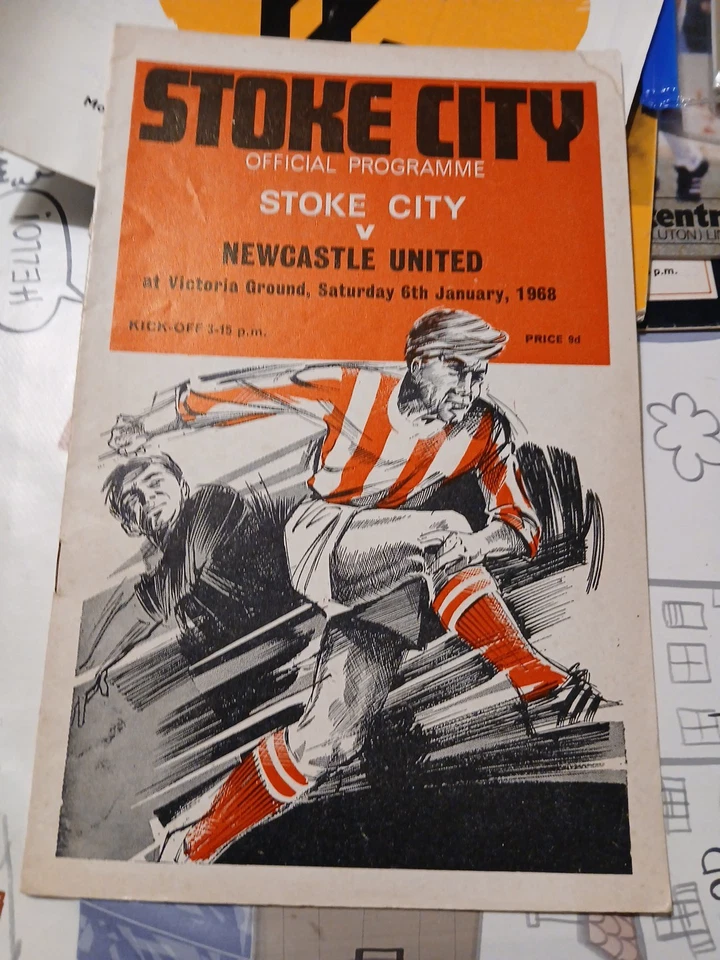 STOKE CITY
OFFICIAL PROGRAMME
STOKE CITY
v
NEWCASTLE UNITED
at Victoria Ground, Saturday 6th January, 1968
KICK-OFF 3-15 p.m.
PRICE 9d
HELLO!
p.m.